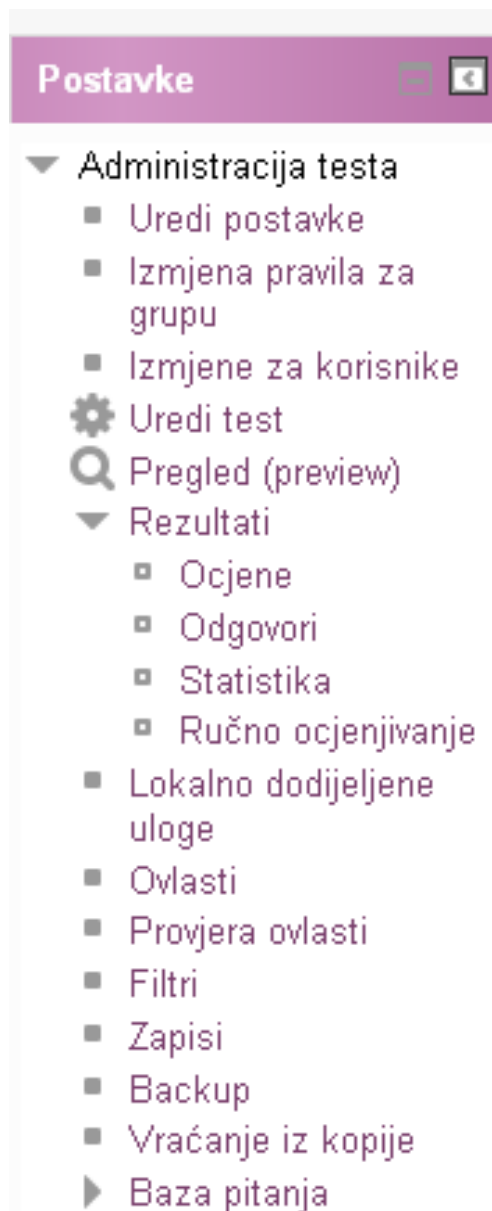 Postavke
Administracija testa
Uredi postavke
Izmjena pravila za
grupu
Izmjene za korisnike
Uredi test
Pregled (preview)
Rezultati
Ocjene
Odgovori
Statistika
Ručno ocjenjivanje
Lokalno dodijeljene
uloge
Ovlasti
Provjera ovlasti
Filtri
Zapisi
Backup
Vraćanje iz kopije
Baza pitanja